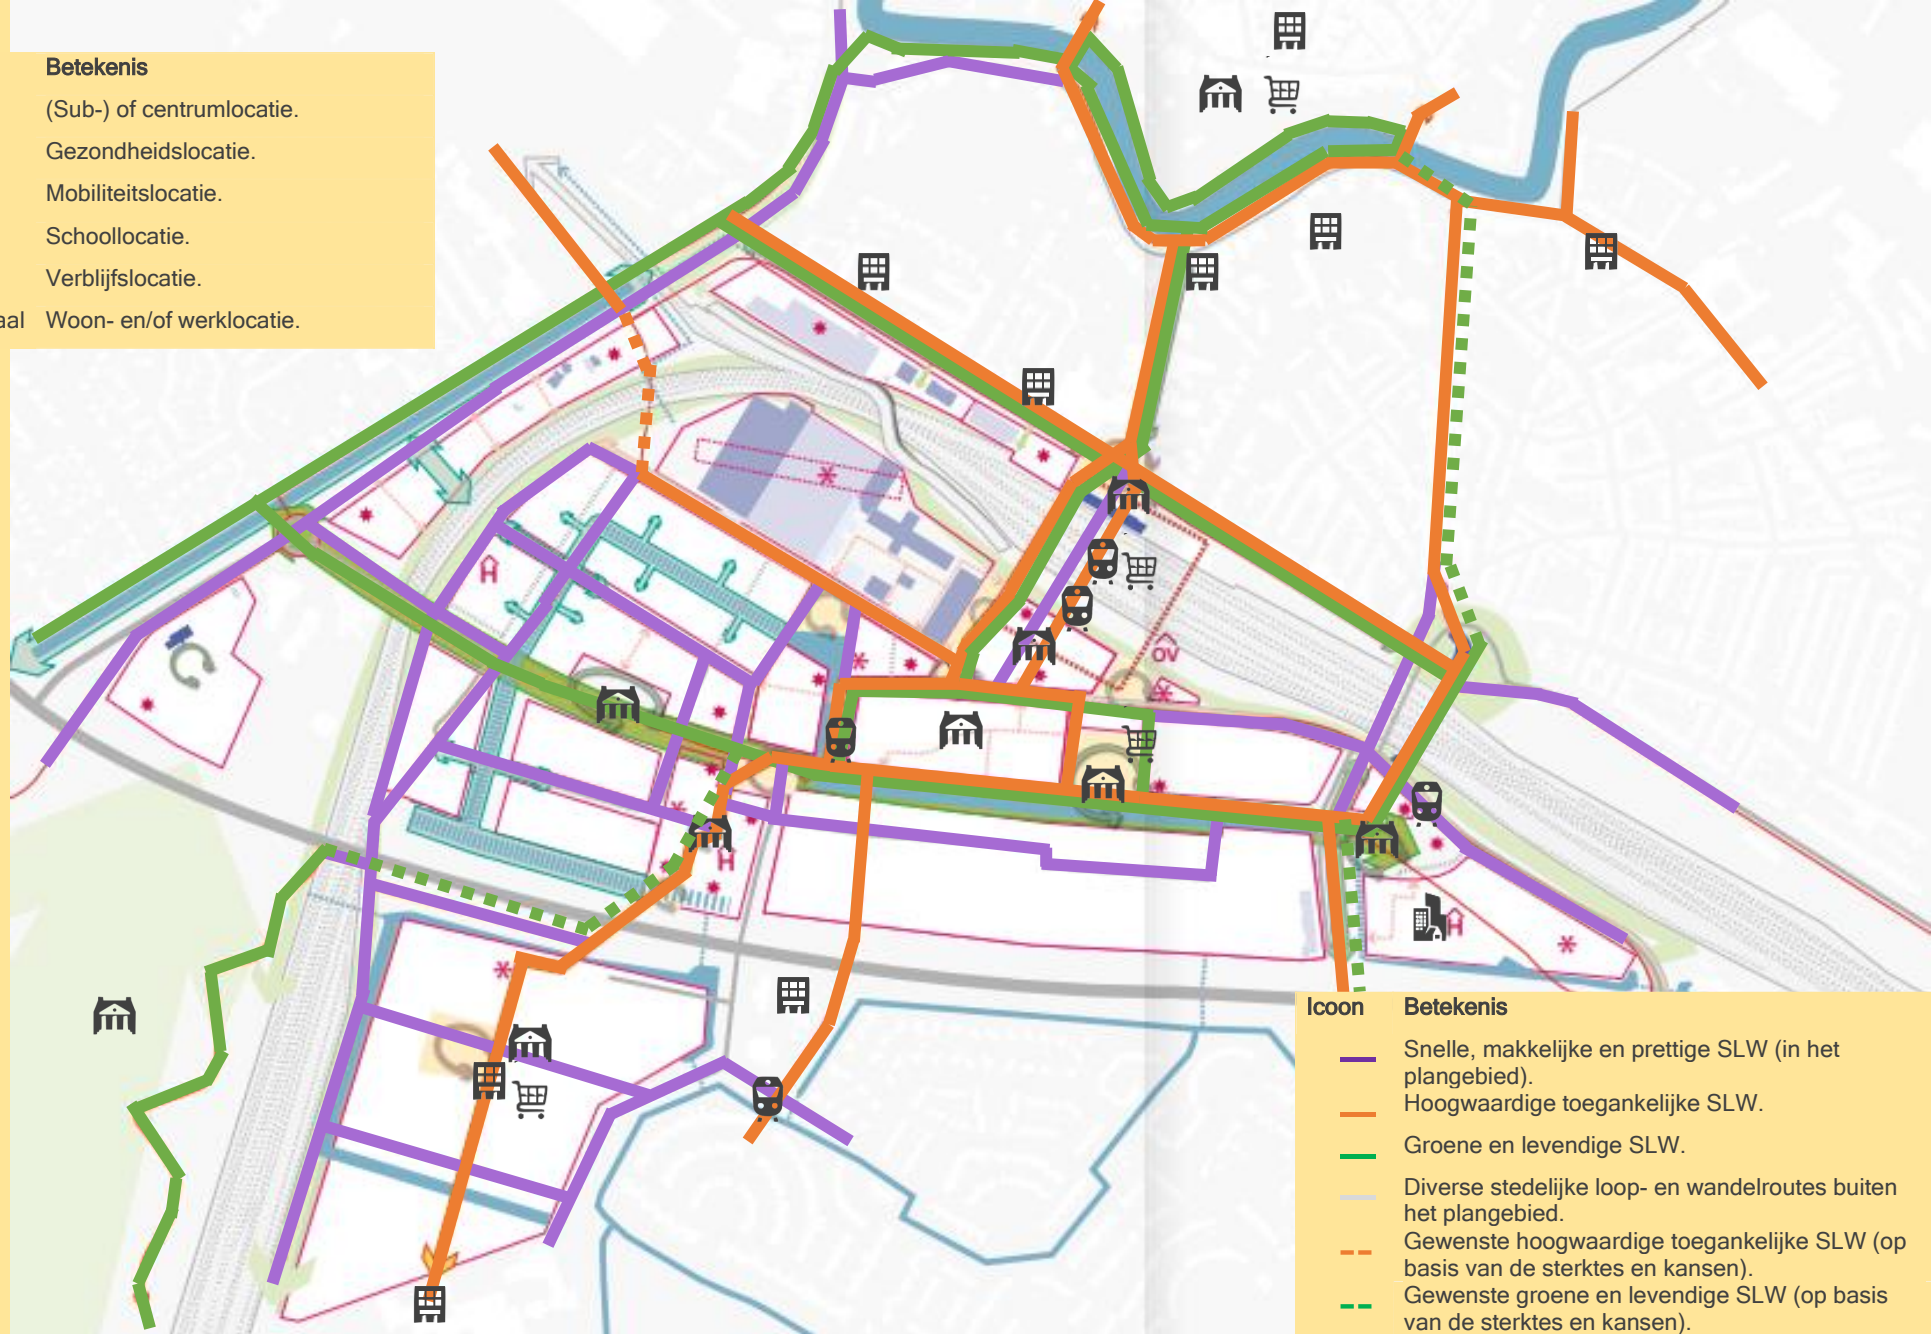 Betekenis
(Sub-) of centrumlocatie.
Gezondheidslocatie.
Mobiliteitslocatie.
Schoollocatie.
Verblijfslocatie.
aal Woon- en/of werklocatie.
H
OV
H
H
Icoon Betekenis
Snelle, makkelijke en prettige SLW (in het
plangebied).
Hoogwaardige toegankelijke SLW.
Groene en levendige SLW.
Diverse stedelijke loop- en wandelroutes buiten
het plangebied.
Gewenste hoogwaardige toegankelijke SLW (op
basis van de sterktes en kansen).
Gewenste groene en levendige SLW (op basis
van de sterktes en kansen).